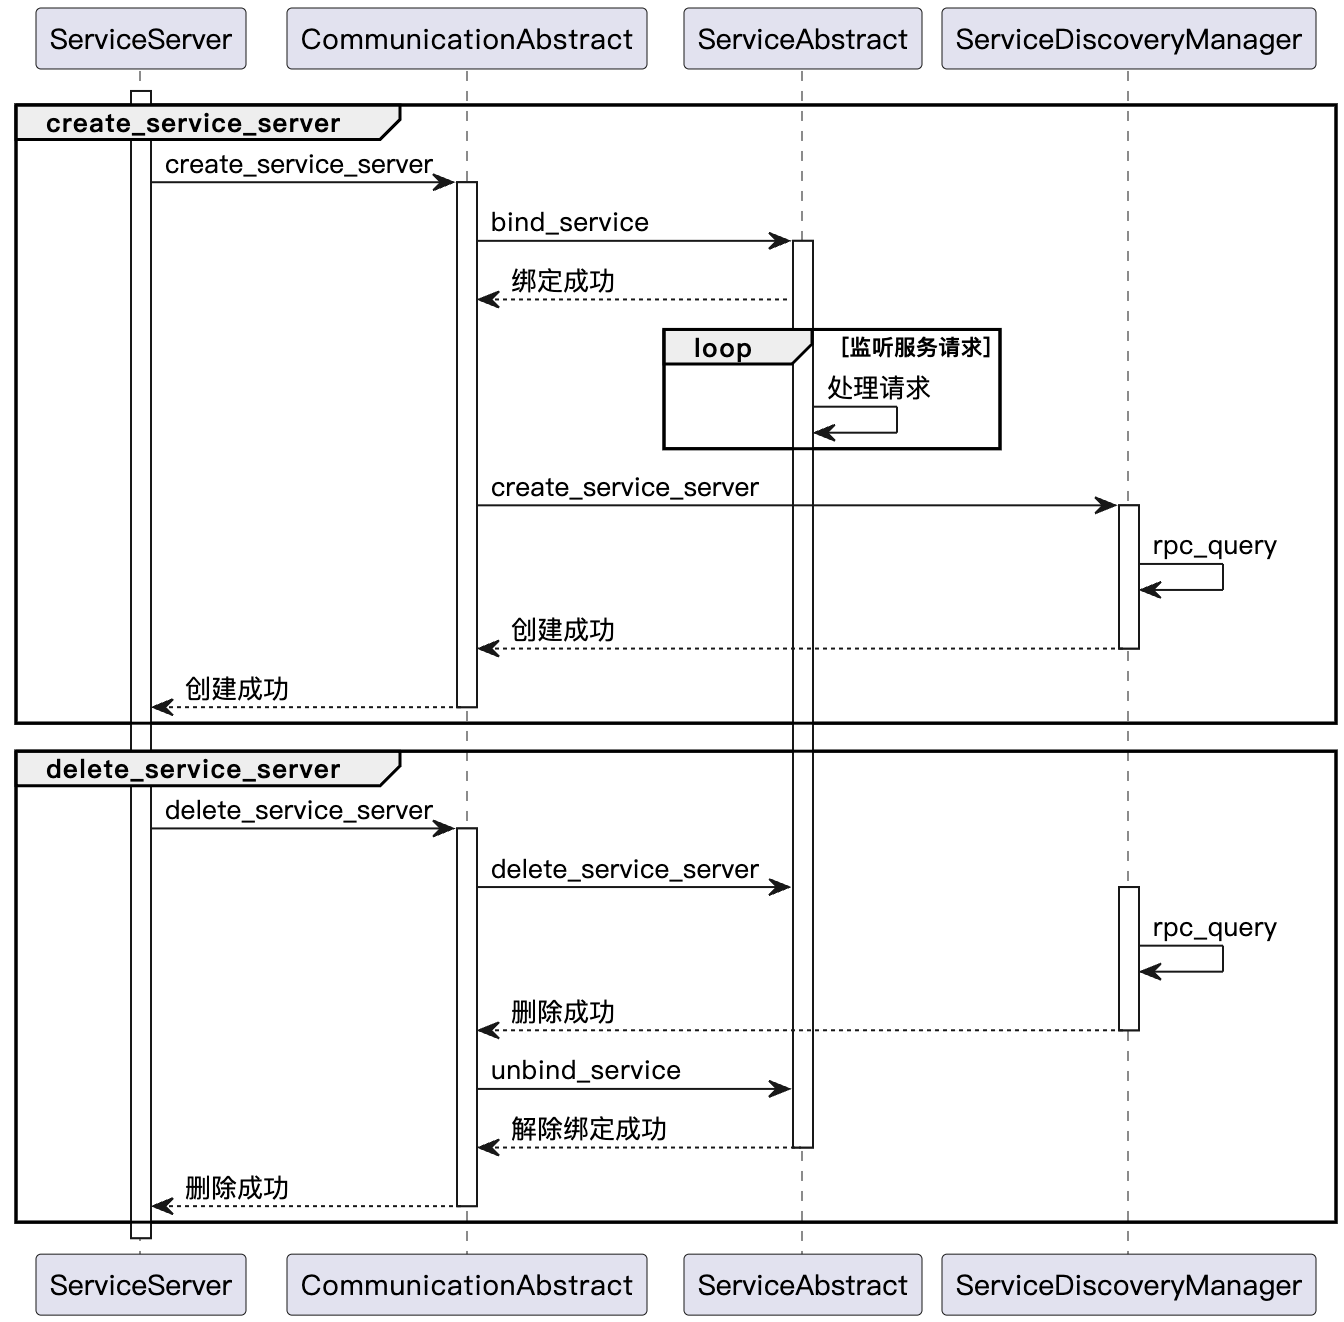 ServiceServer
CommunicationAbstract
ServiceAbstract
ServiceDiscoveryManager
create_service_server
create_service_server
bind_service
绑定成功
loop
[监听服务请求]
处理请求
create_service_server
rpc_query
创建成功
创建成功
delete_service_server
delete_service_server
delete_service_server
rpc_query
删除成功
unbind_service
解除绑定成功
删除成功
ServiceServer
CommunicationAbstract
ServiceAbstract
ServiceDiscoveryManager